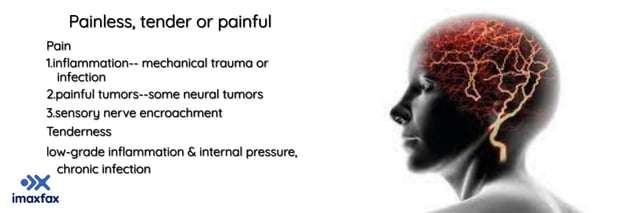 Painless, tender or painful
Pain
1.inflammation-- mechanical trauma or
infection
2.painful tumors--some neural tumors
3.sensory nerve encroachment
Tenderness
low-grade inflammation & internal pressure,
chronic infection
imaxfax